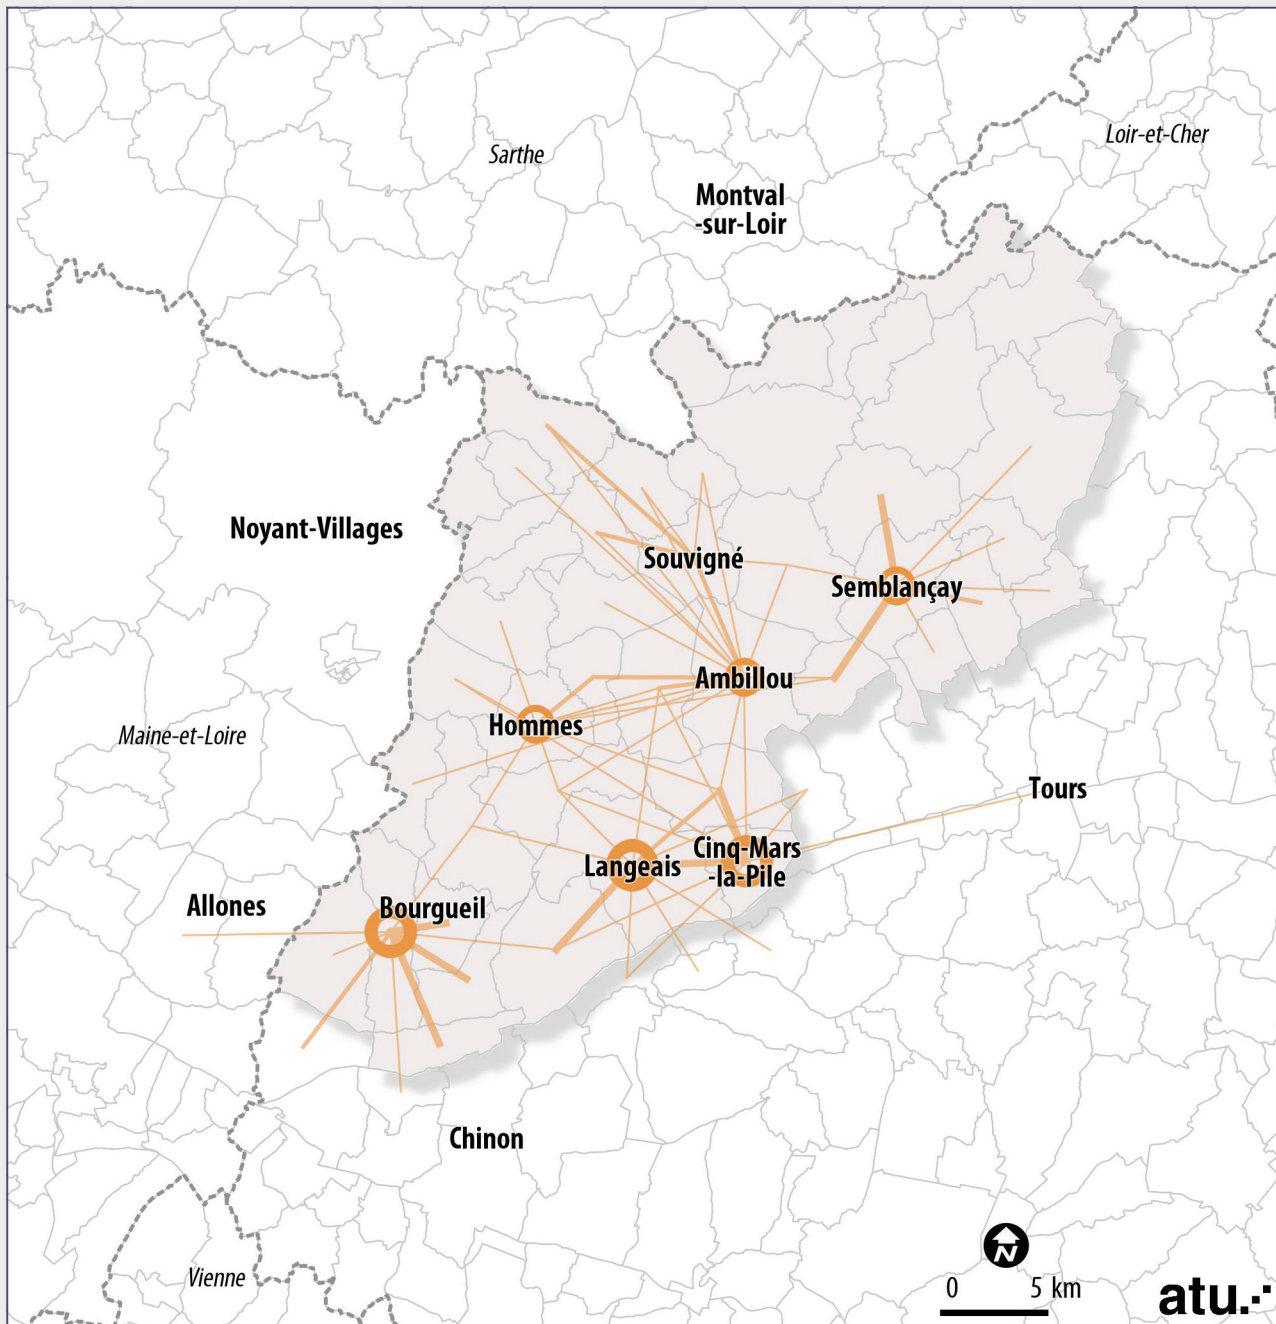 Loir-et-Cher
Sarthe
Montval
-sur-Loir
Noyant-Villages
Souvigné
Semblançay
Ambillou
Hommes
Maine-et-Loire
Tours
Cinq-Mars
-la-Pile
Langeais
Allones
Bourgueil
Chinon
N
Vienne
0 5 km
atu.